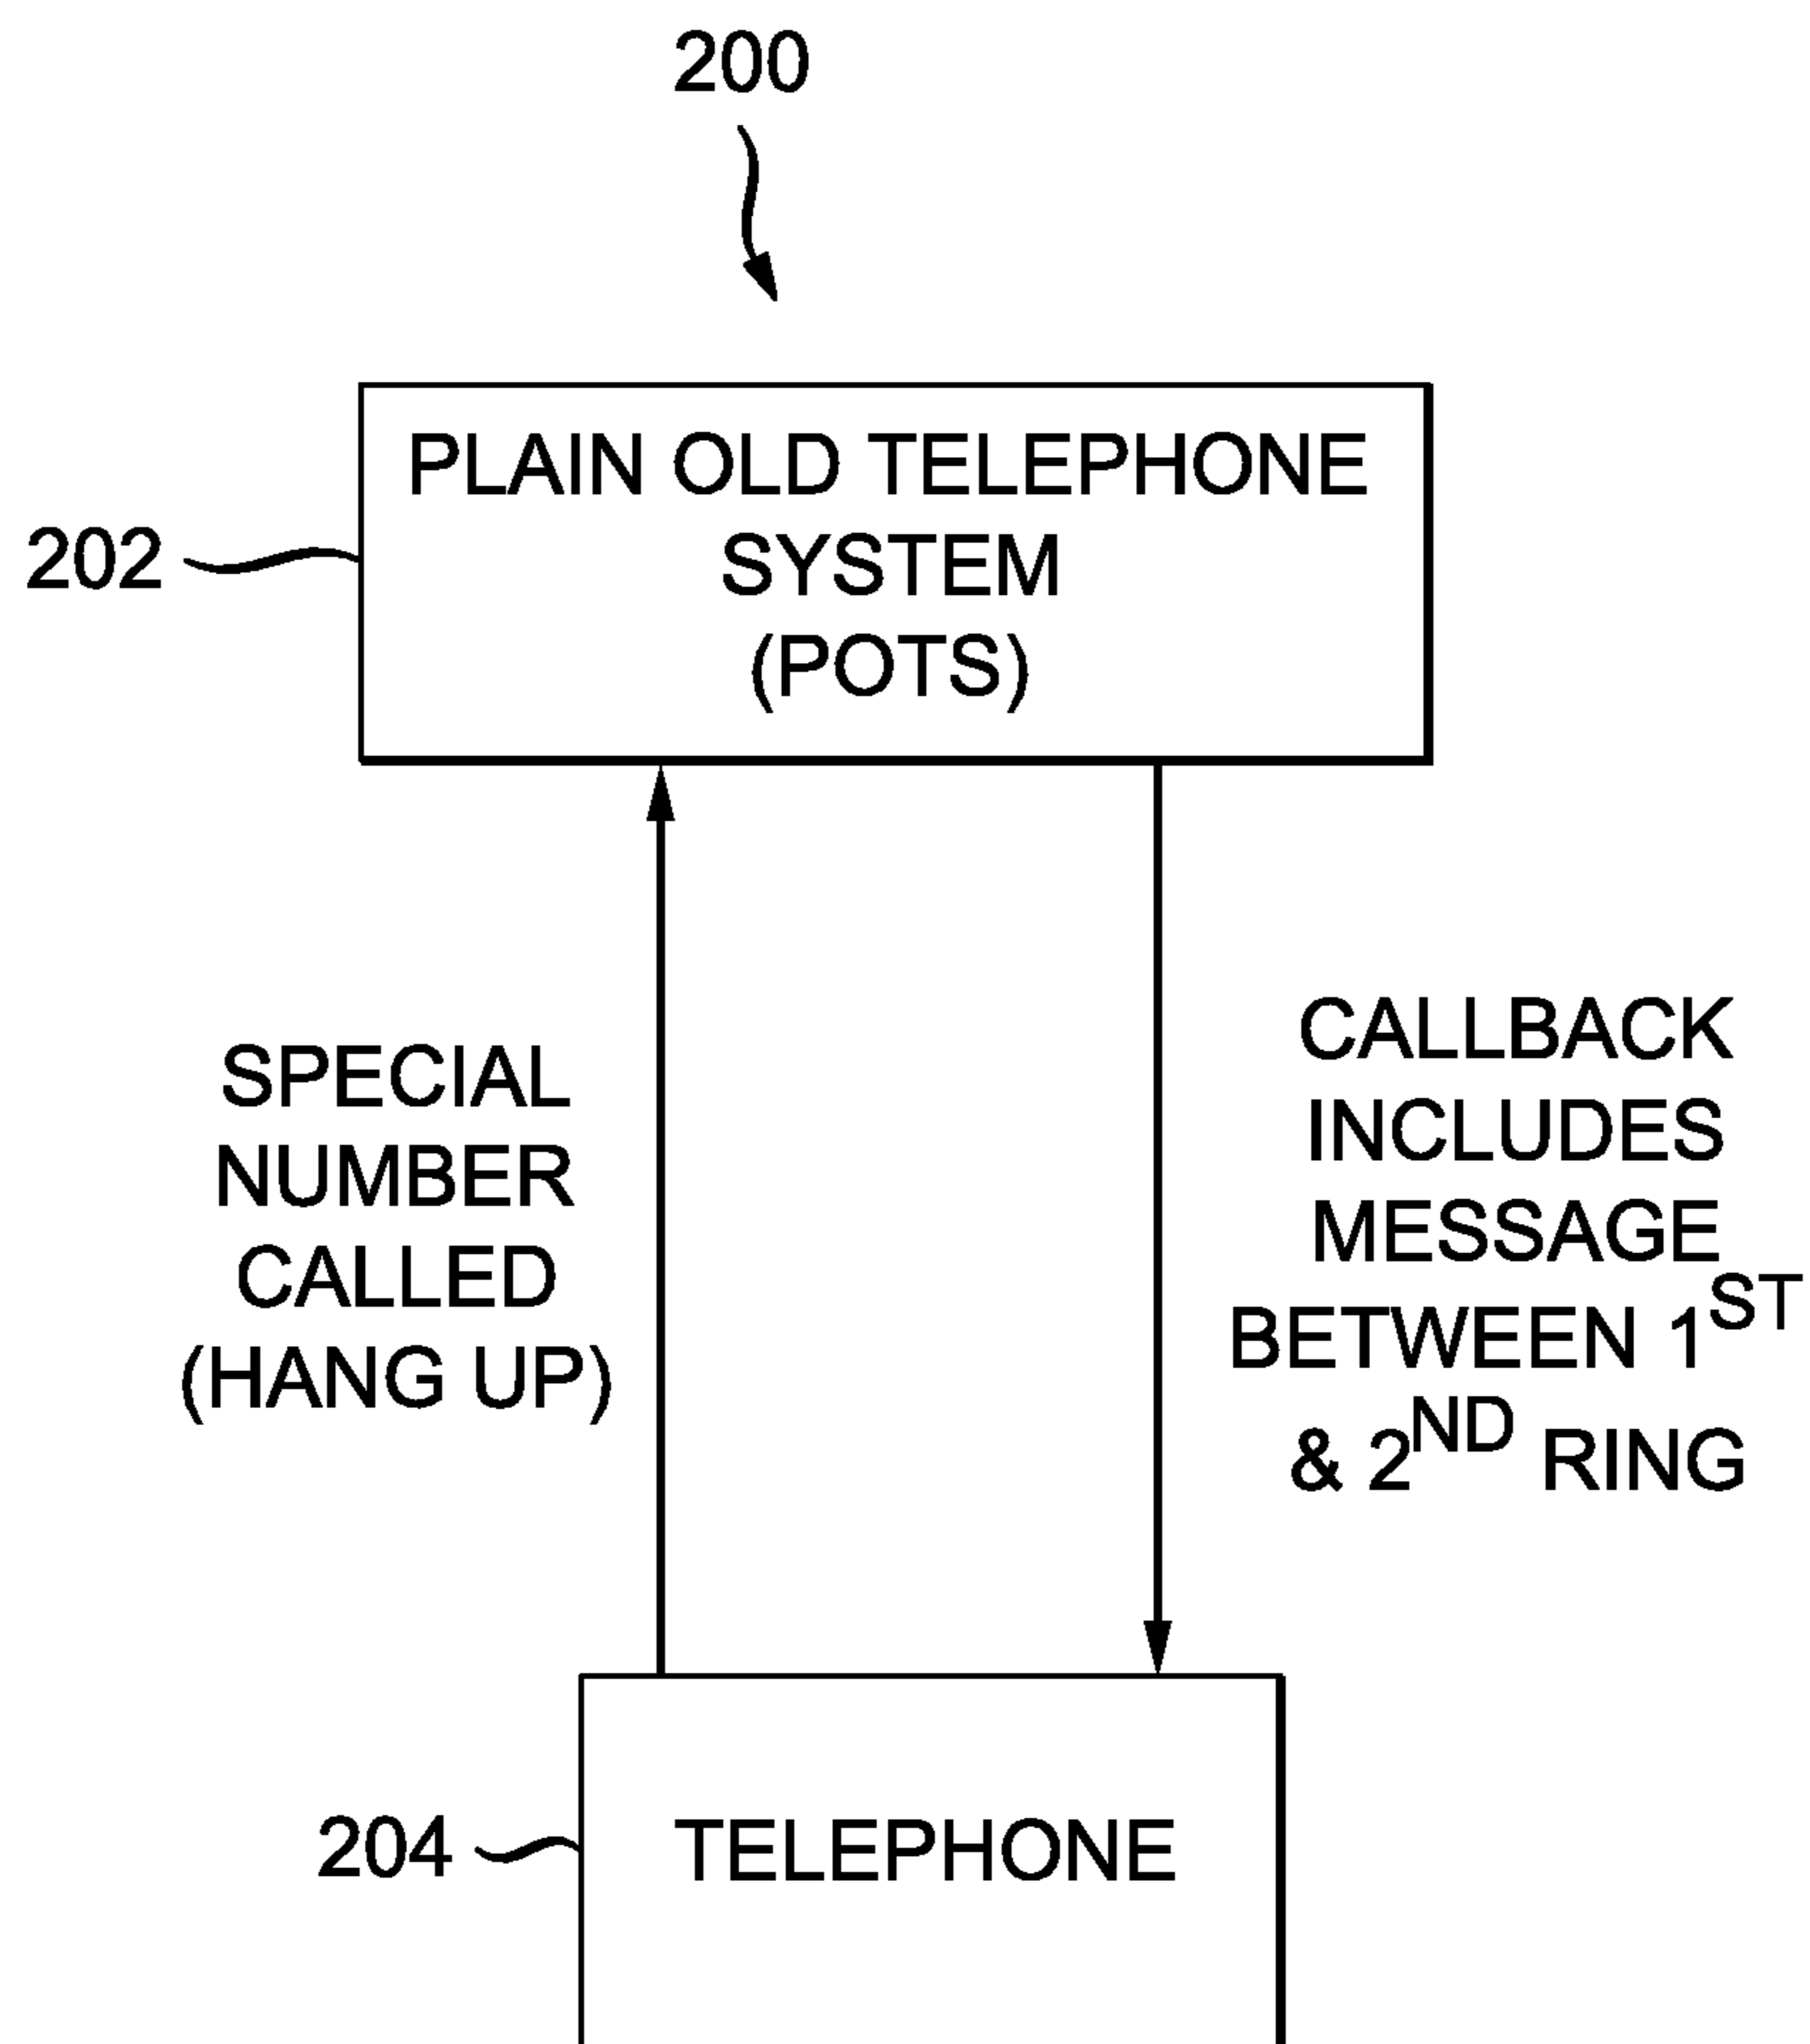 200
PLAIN OLD TELEPHONE
SYSTEM
(POTS)
202
SPECIAL
NUMBER
CALLED
(HANG UP)
CALLBACK
INCLUDES
MESSAGE
BETWEEN 1ST
& 2ND RING
204
TELEPHONE